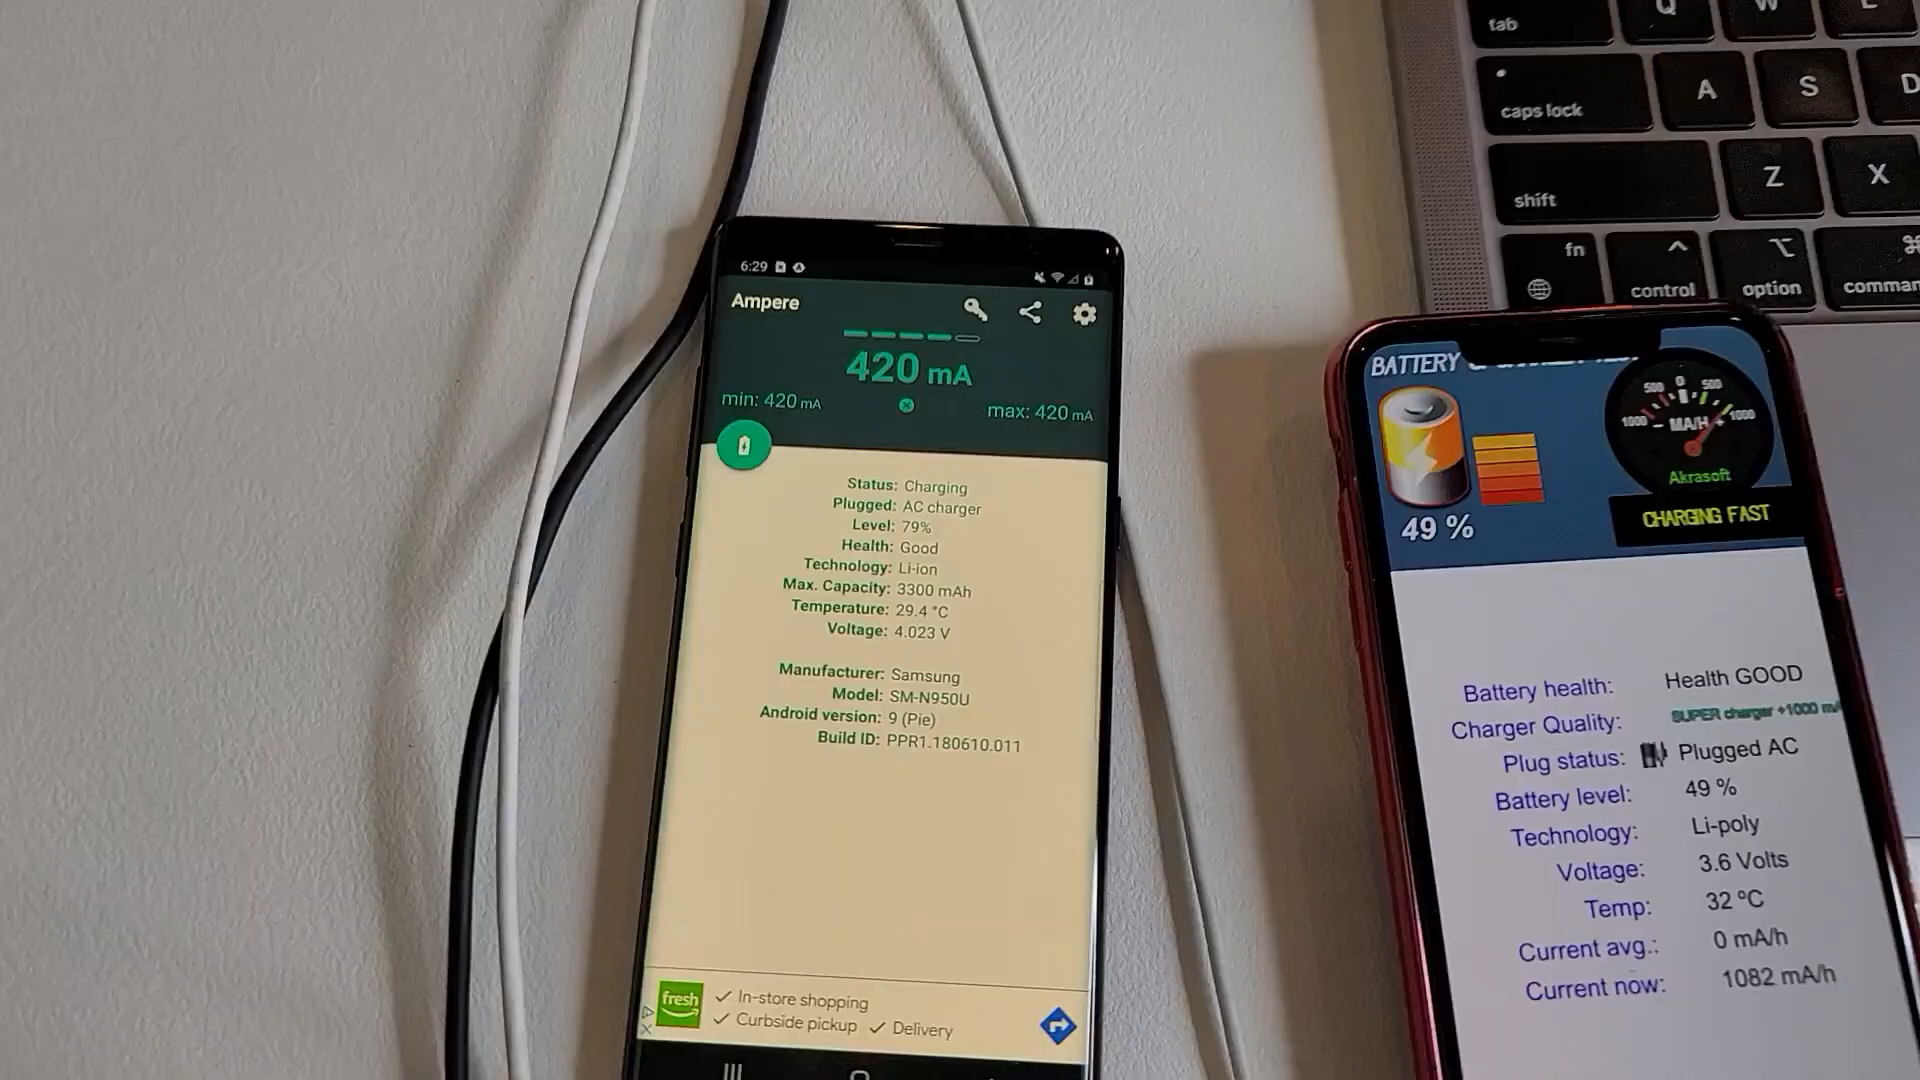 tab
Q
W
caps lock
A
S
D
shift
Z
X
fn
control
option
comman
6:29
Ampere
420 mA
min: 420 mA
max: 420 mA
Status: Charging
Plugged: AC charger
Level: 79%
Health: Good
Technology: Li-ion
Max. Capacity: 3300 mAh
Temperature: 29.4 °C
Voltage: 4.023 V
Manufacturer: Samsung
Model: SM-N950U
Android version: 9 (Pie)
Build ID: PPR1.180610.011
fresh
In-store shopping
Curbside pickup
Delivery
BATTERY
500 0 500
1000 - MA/H + 1000
Akrasoft
CHARGING FAST
49 %
Battery health: Health GOOD
Charger Quality: SUPER charger +1000 m
Plug status: Plugged AC
Battery level: 49 %
Technology: Li-poly
Voltage: 3.6 Volts
Temp: 32 ºC
Current avg.: 0 mA/h
Current now: 1082 mA/h